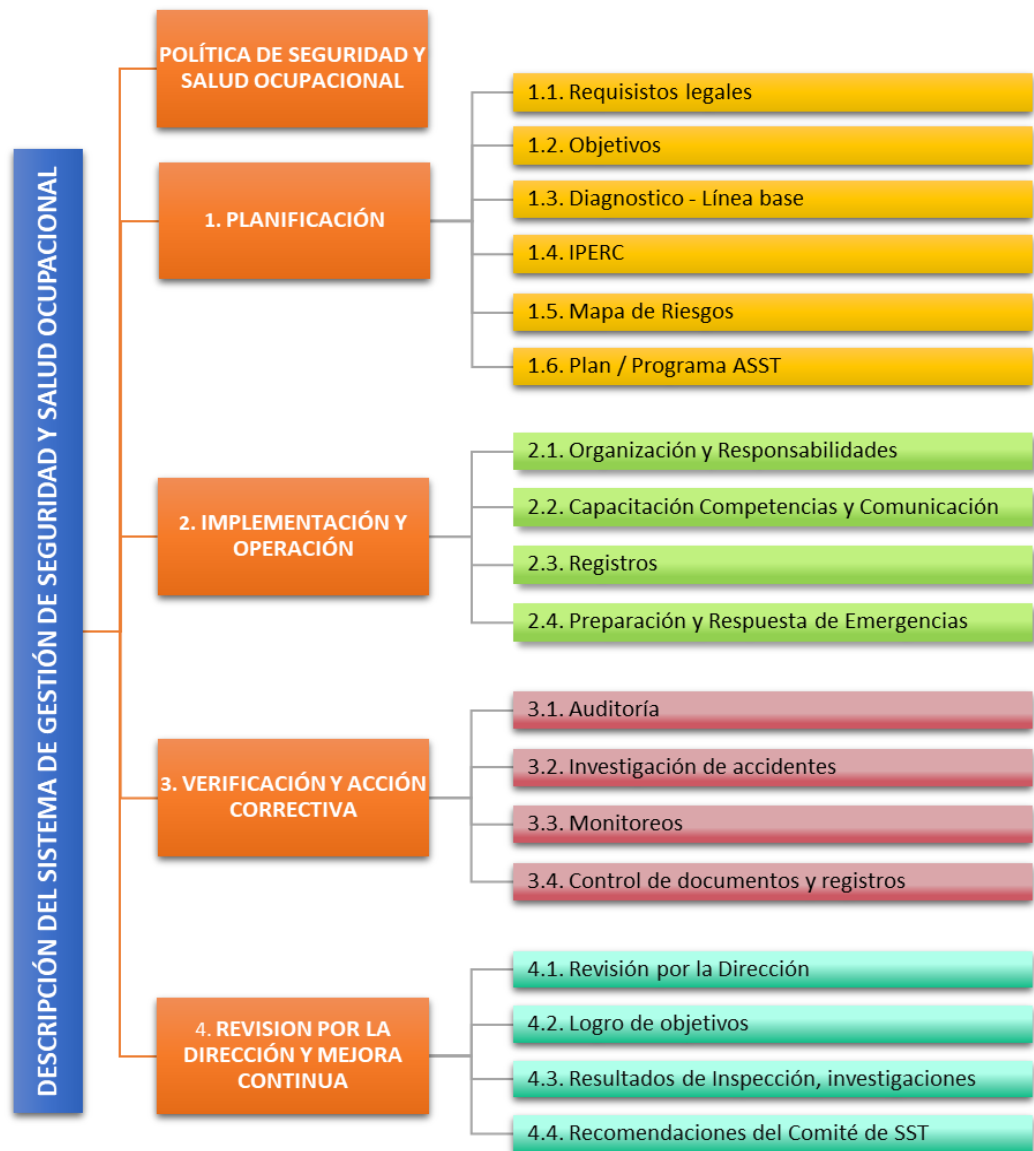 DESCRIPCIÓN DEL SISTEMA DE GESTIÓN DE SEGURIDAD Y SALUD OCUPACIONAL
POLÍTICA DE SEGURIDAD Y
SALUD OCUPACIONAL
1. PLANIFICACIÓN
1.1. Requisistos legales
1.2. Objetivos
1.3. Diagnostico - Línea base
1.4. IPERC
1.5. Mapa de Riesgos
1.6. Plan / Programa ASST
2. IMPLEMENTACIÓN Y
OPERACIÓN
2.1. Organización y Responsabilidades
2.2. Capacitación Competencias y Comunicación
2.3. Registros
2.4. Preparación y Respuesta de Emergencias
3. VERIFICACIÓN Y ACCIÓN
CORRECTIVA
3.1. Auditoría
3.2. Investigación de accidentes
3.3. Monitoreos
3.4. Control de documentos y registros
4. REVISION POR LA
DIRECCIÓN Y MEJORA
CONTINUA
4.1. Revisión por la Dirección
4.2. Logro de objetivos
4.3. Resultados de Inspección, investigaciones
4.4. Recomendaciones del Comité de SST